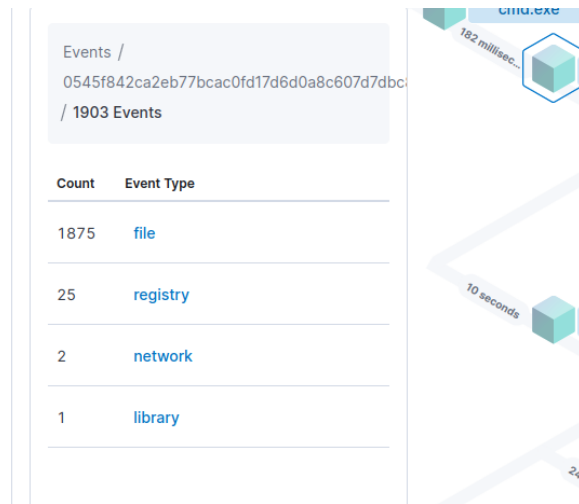 Events /
0545f842ca2eb77bcac0fd17d6d0a8c607d7dbc
/ 1903 Events
Count Event Type
1875 file
25 registry
2 network
1 library
cmd.exe
182 millisec...
10 seconds
24